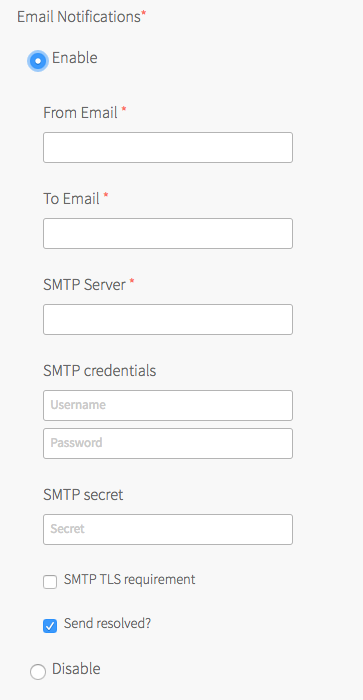 Email Notifications*
Enable
From Email *
To Email *
SMTP Server *
SMTP credentials
Username
Password
SMTP secret
Secret
SMTP TLS requirement
Send resolved?
Disable